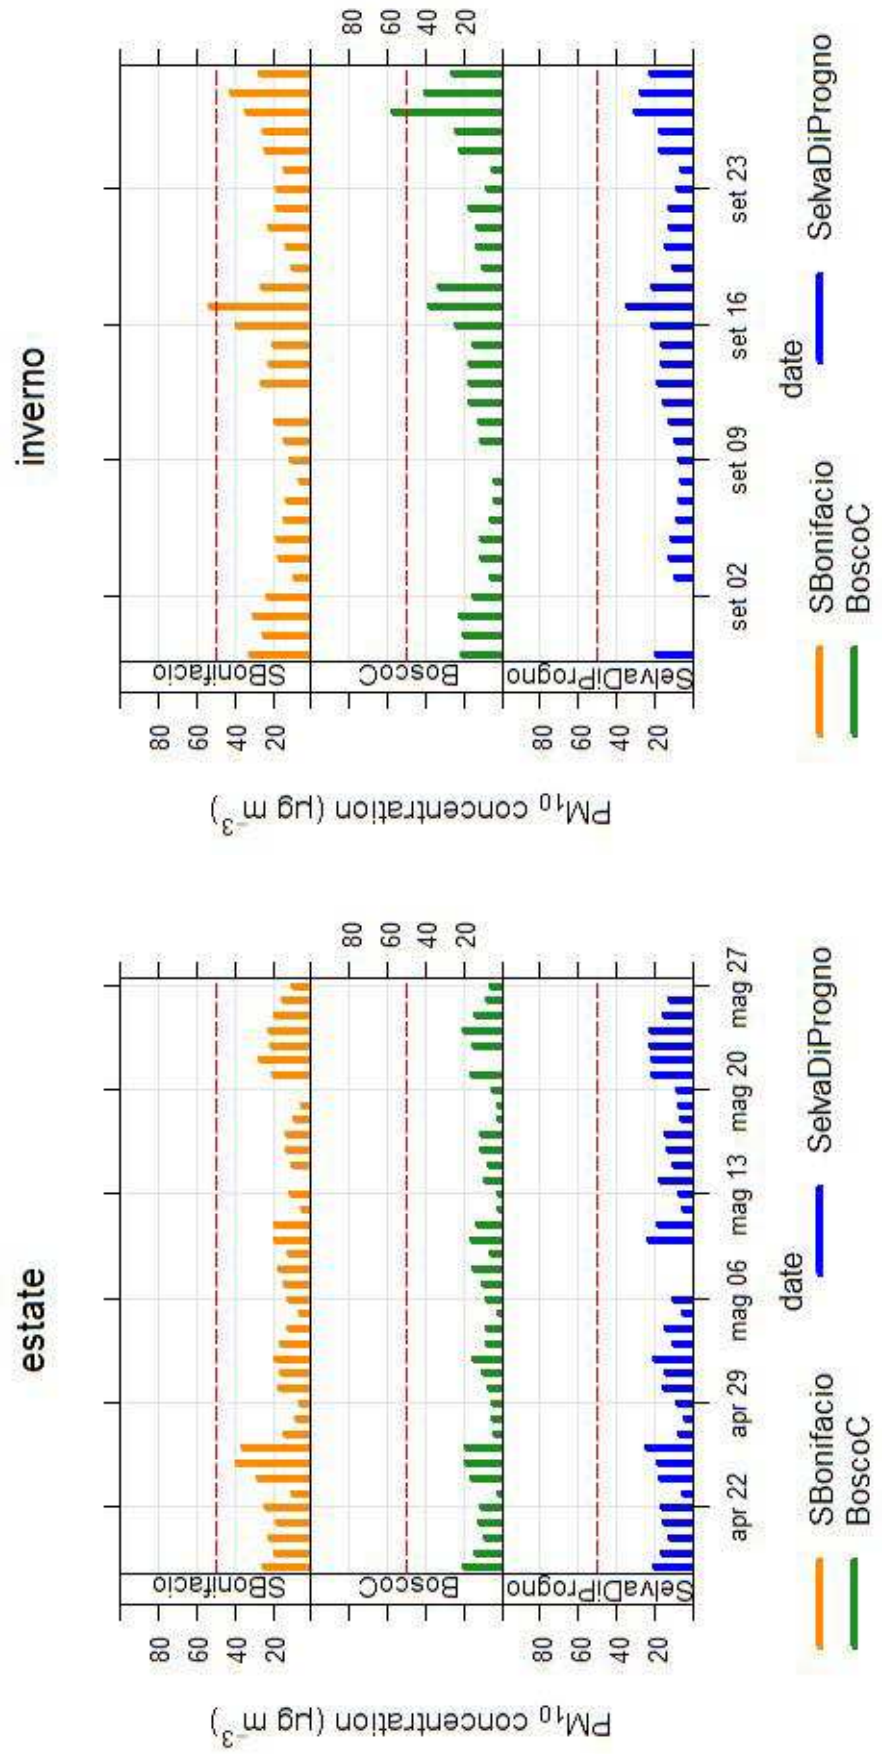 estate
PM₁₀ concentration (µg m⁻³)
80
60
40
20
80
60
40
20
80
60
40
20
SBonifacio
BoscoC
SelvaDiProgno
apr 22
apr 29
mag 06
mag 13
mag 20
mag 27
date
SBonifacio
SelvaDiProgno
BoscoC
inverno
PM₁₀ concentration (µg m⁻³)
80
60
40
20
80
60
40
20
80
60
40
20
SBonifacio
BoscoC
SelvaDiProgno
set 02
set 09
set 16
set 23
date
SBonifacio
SelvaDiProgno
BoscoC